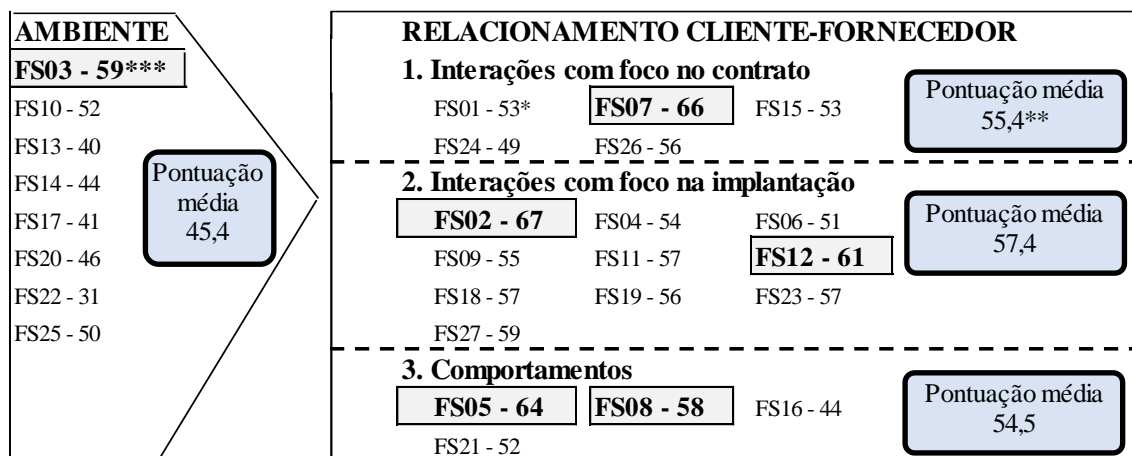 AMBIENTE
FS03 - 59***
FS10 - 52
FS13 - 40
FS14 - 44
FS17 - 41
FS20 - 46
FS22 - 31
FS25 - 50
Pontuação
média
45,4
RELACIONAMENTO CLIENTE-FORNECEDOR
1. Interações com foco no contrato
FS01 - 53* FS07 - 66 FS15 - 53
FS24 - 49 FS26 - 56
Pontuação média
55,4**
2. Interações com foco na implantação
FS02 - 67 FS04 - 54 FS06 - 51
FS09 - 55 FS11 - 57 FS12 - 61
FS18 - 57 FS19 - 56 FS23 - 57
FS27 - 59
Pontuação média
57,4
3. Comportamentos
FS05 - 64 FS08 - 58 FS16 - 44
FS21 - 52
Pontuação média
54,5